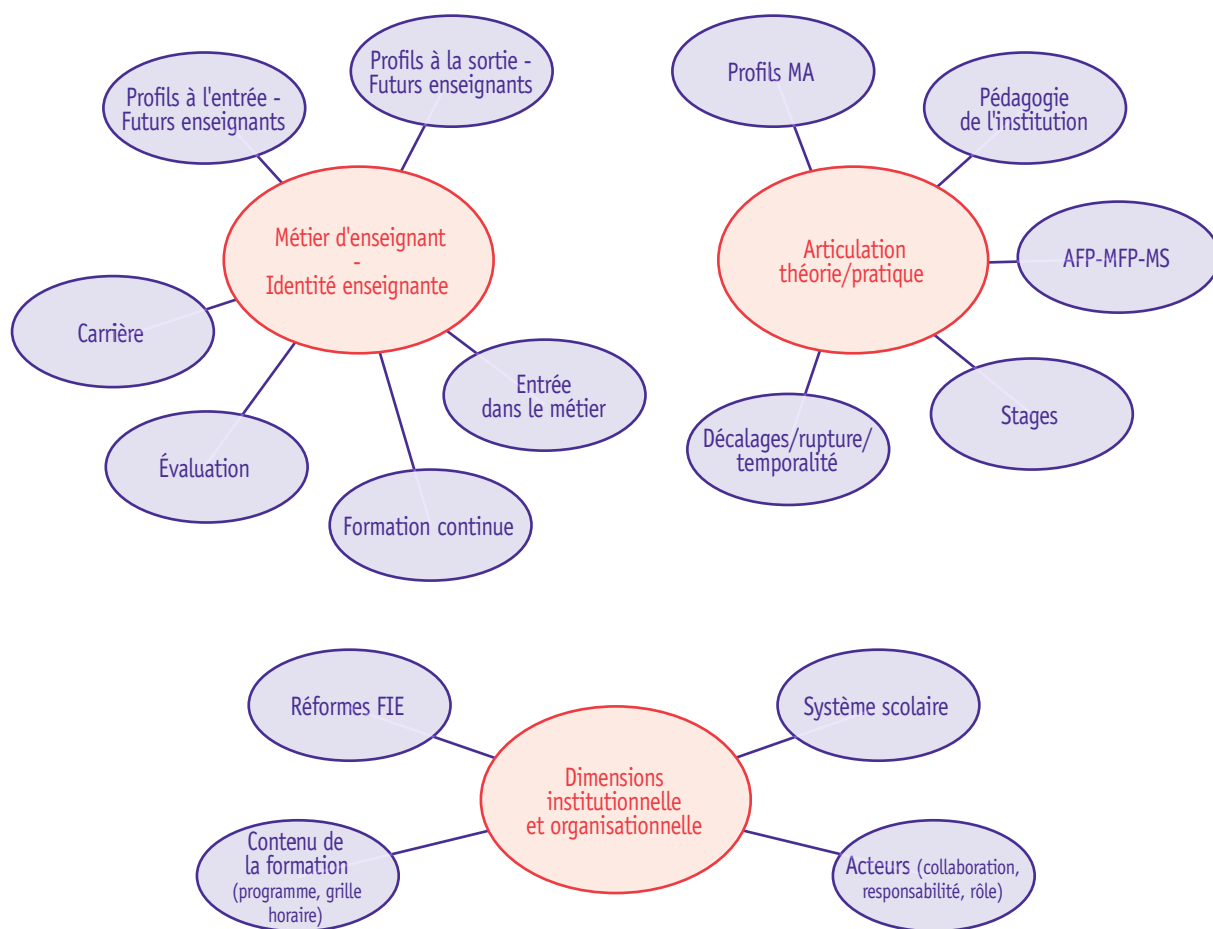 Profils à l'entrée -
Futurs enseignants
Profils à la sortie -
Futurs enseignants
Métier d'enseignant
-
Identité enseignante
Carrière
Évaluation
Formation continue
Entrée
dans le métier
Profils MA
Pédagogie
de l'institution
Articulation
théorie/pratique
AFP-MFP-MS
Stages
Décalages/rupture/
temporalité
Réformes FIE
Système scolaire
Dimensions
institutionnelle
et organisationnelle
Contenu de
la formation
(programme, grille
horaire)
Acteurs (collaboration,
responsabilité, rôle)